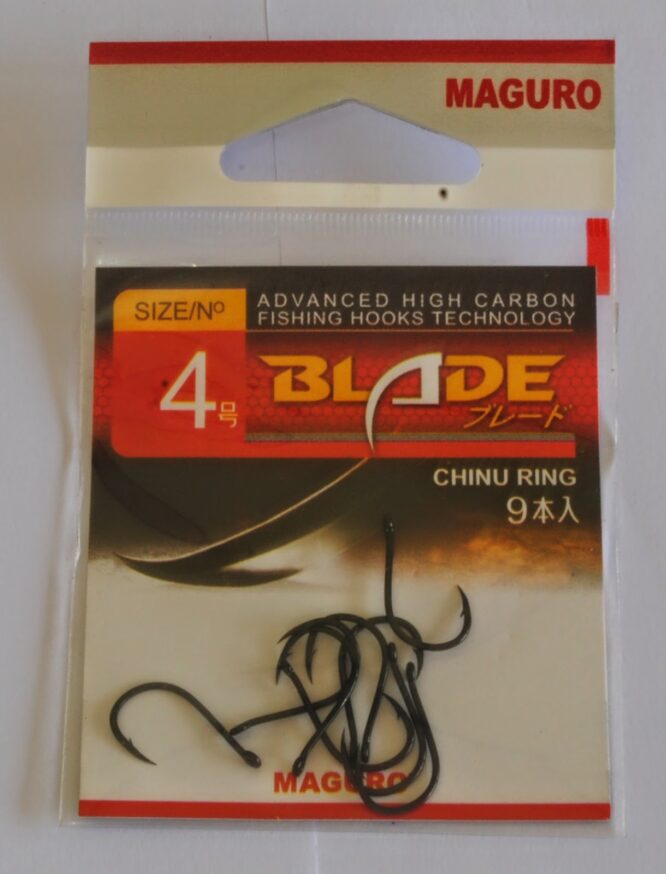 MAGURO
SIZE/Nº
4号
ADVANCED HIGH CARBON
FISHING HOOKS TECHNOLOGY
BLADE
ブレード
CHINU RING
9本入
MAGURO